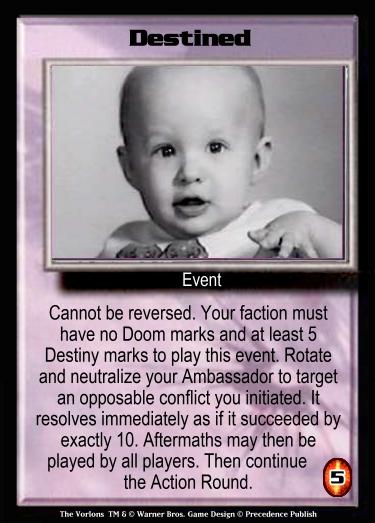 Destined
Event
Cannot be reversed. Your faction must
have no Doom marks and at least 5
Destiny marks to play this event. Rotate
and neutralize your Ambassador to target
an opposable conflict you initiated. It
resolves immediately as if it succeeded by
exactly 10. Aftermaths may then be
played by all players. Then continue
the Action Round.
5
The Vorlons TM & © Warner Bros. Game Design © Precedence Publish